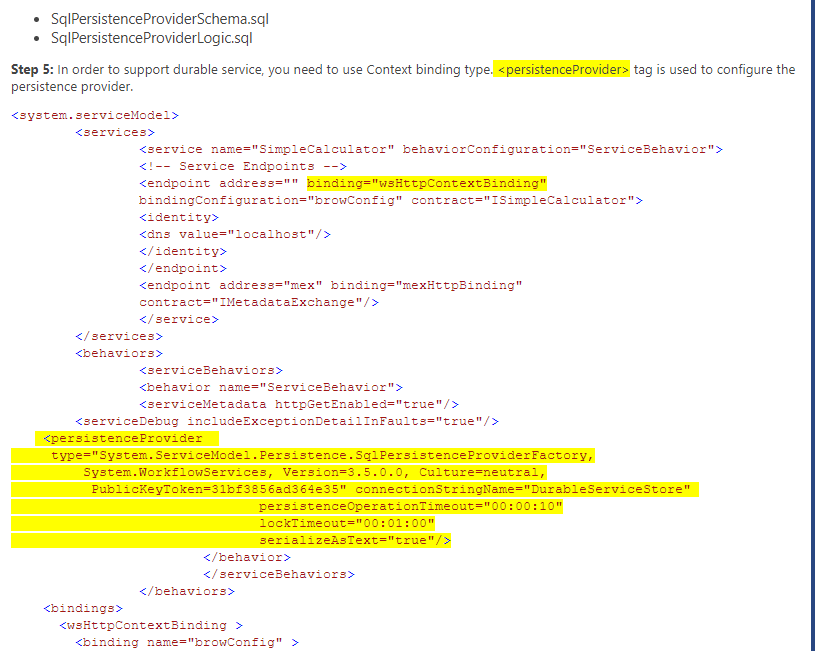 SqlPersistenceProviderSchema.sql
SqlPersistenceProviderLogic.sql
Step 5: In order to support durable service, you need to use Context binding type. <persistenceProvider> tag is used to configure the
persistence provider.
<system.serviceModel>
<services>
<service name="SimpleCalculator" behaviorConfiguration="ServiceBehavior">
<!-- Service Endpoints -->
<endpoint address="" binding="wsHttpContextBinding"
bindingConfiguration="browConfig" contract="ISimpleCalculator">
<identity>
<dns value="localhost"/>
</identity>
</endpoint>
<endpoint address="mex" binding="mexHttpBinding"
contract="IMetadataExchange"/>
</service>
</services>
<behaviors>
<serviceBehaviors>
<behavior name="ServiceBehavior">
<serviceMetadata httpGetEnabled="true"/>
<serviceDebug includeExceptionDetailInFaults="true"/>
<persistenceProvider
type="System.ServiceModel.Persistence.SqlPersistenceProviderFactory,
System.WorkflowServices, Version=3.5.0.0, Culture=neutral,
PublicKeyToken=31bf3856ad364e35" connectionStringName="DurableServiceStore"
persistenceOperationTimeout="00:00:10"
lockTimeout="00:01:00"
serializeAsText="true"/>
</behavior>
</serviceBehaviors>
</behaviors>
<bindings>
<wsHttpContextBinding >
<binding name="browConfig" >